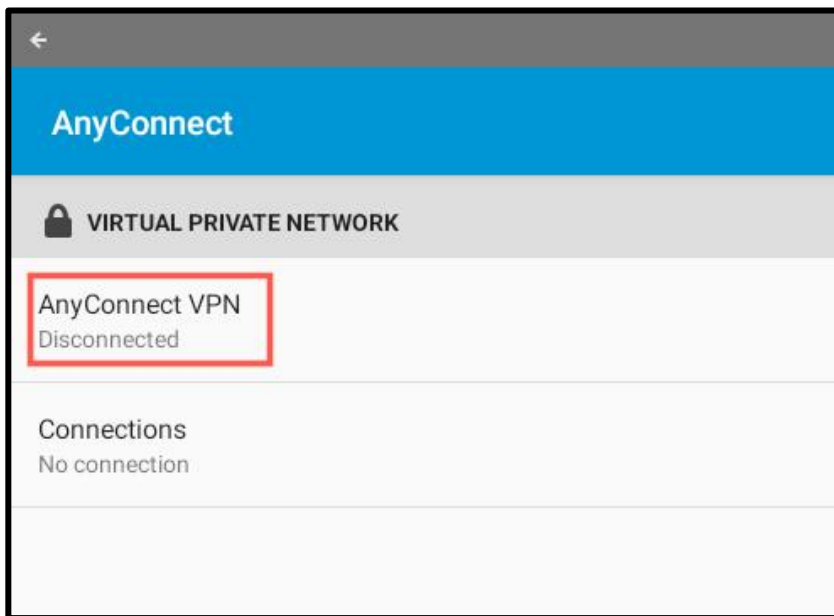 AnyConnect
VIRTUAL PRIVATE NETWORK
AnyConnect VPN
Disconnected
Connections
No connection